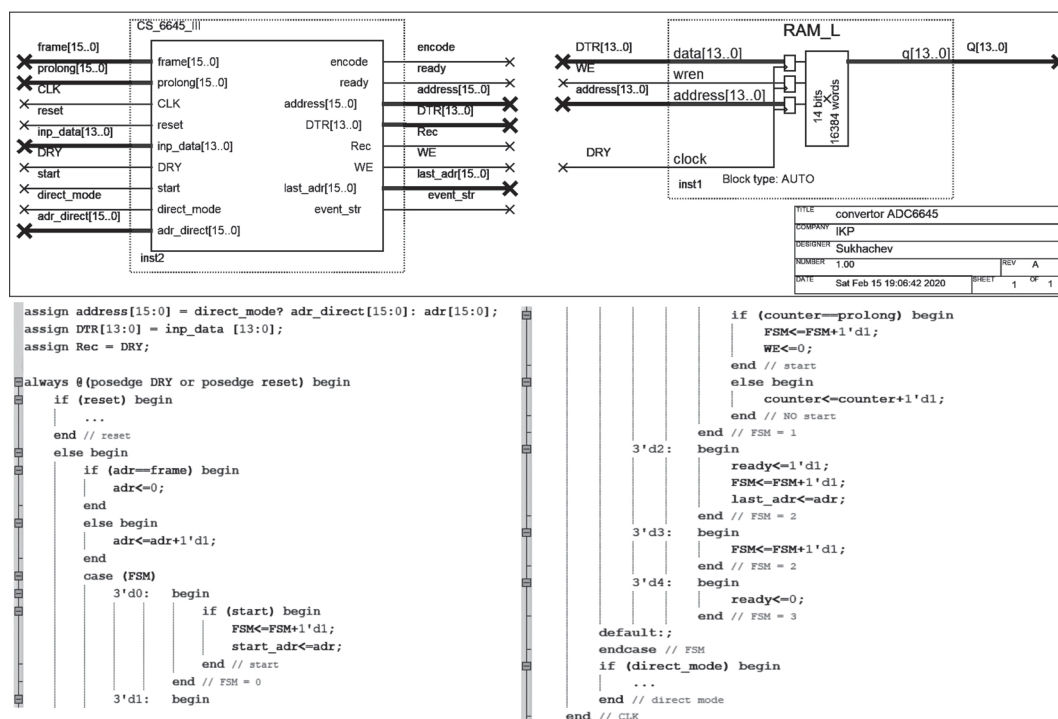 CS_6645_III
frame[15..0]
prolong[15..0]
CLK
reset
inp_data[13..0]
DRY
start
direct_mode
adr_direct[15..0]
frame[15..0]
prolong[15..0]
CLK
reset
inp_data[13..0]
DRY
start
direct_mode
adr_direct[15..0]
encode
ready
address[15..0]
DTR[13..0]
Rec
WE
last_adr[15..0]
event_str
encode
ready
address[15..0]
DTR[13..0]
Rec
WE
last_adr[15..0]
event_str
inst2
RAM_L
DTR[13..0]
WE
address[13..0]
DRY
data[13..0]
wren
address[13..0]
clock
14 bits
16384 words
q[13..0]
Q[13..0]
inst1
Block type: AUTO
TITLE convertor ADC6645
COMPANY IKP
DESIGNER Sukhachev
NUMBER 1.00 REV A
DATE Sat Feb 15 19:06:42 2020 SHEET 1 OF 1
assign address[15:0] = direct_mode? adr_direct[15:0]: adr[15:0];
assign DTR[13:0] = inp_data [13:0];
assign Rec = DRY;
always @(posedge DRY or posedge reset) begin
if (reset) begin
...
end // reset
else begin
if (adr==frame) begin
adr<=0;
end
else begin
adr<=adr+1'd1;
end
case (FSM)
3'd0: begin
if (start) begin
FSM<=FSM+1'd1;
start_adr<=adr;
end // start
end // FSM = 0
3'd1: begin
if (counter==prolong) begin
FSM<=FSM+1'd1;
WE<=0;
end // start
else begin
counter<=counter+1'd1;
end // NO start
end // FSM = 1
3'd2: begin
ready<=1'd1;
FSM<=FSM+1'd1;
last_adr<=adr;
end // FSM = 2
3'd3: begin
FSM<=FSM+1'd1;
end // FSM = 2
3'd4: begin
ready<=0;
end // FSM = 3
default:;
endcase // FSM
if (direct_mode) begin
...
end // direct mode
end // CLK